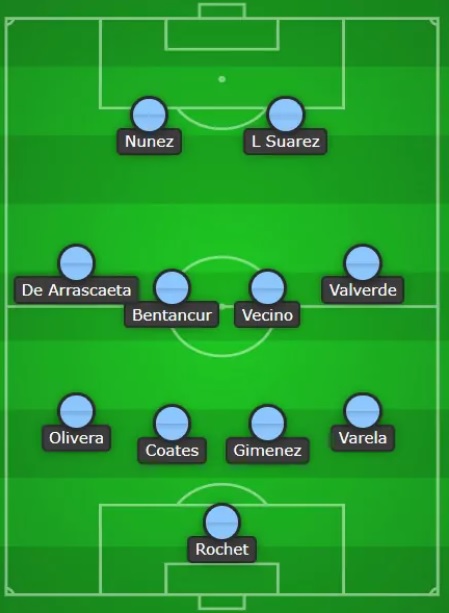 Nunez
L Suarez
De Arrascaeta
Valverde
Bentancur
Vecino
Olivera
Varela
Coates
Gimenez
Rochet